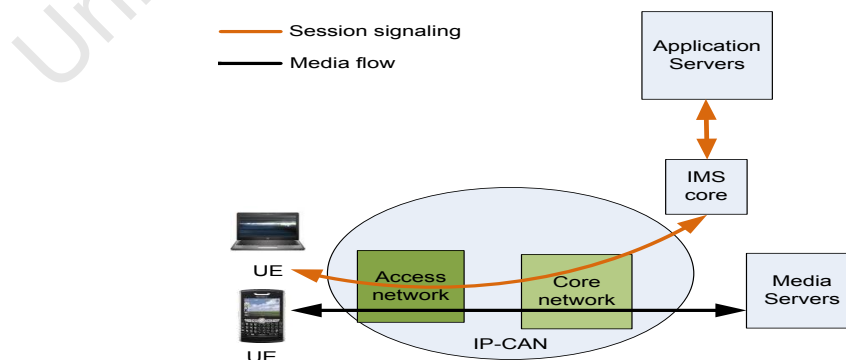 Session signaling
Media flow
Application
Servers
IMS
core
UE
Access
network
Core
network
Media
Servers
IP-CAN
UE